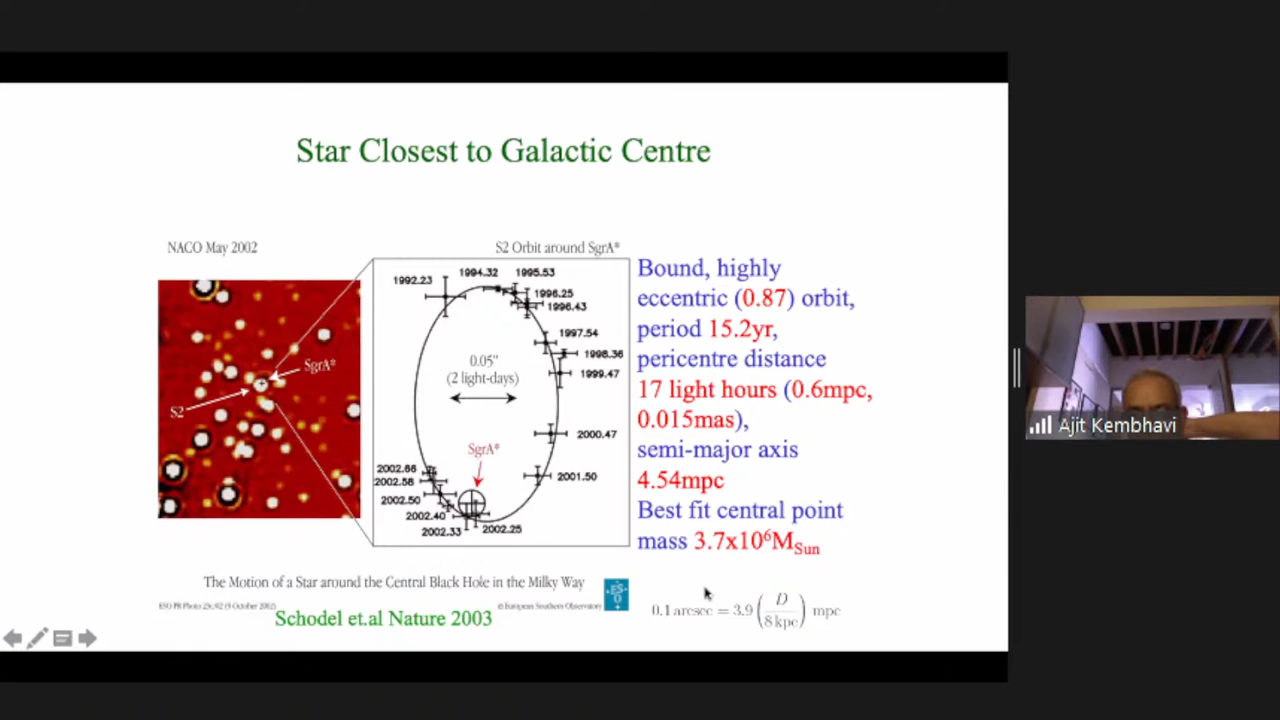 Star Closest to Galactic Centre
NACO May 2002
S2 Orbit around SgrA*
1992.23
1994.32
1995.53
1996.25
1996.43
1997.54
1998.36
1999.47
2000.47
2001.50
2002.25
2002.33
2002.40
2002.50
2002.58
2002.66
0.05"
(2 light-days)
SgrA*
SgrA*
S2
Bound, highly
eccentric (0.87) orbit,
period 15.2yr,
pericentre distance
17 light hours (0.6mpc,
0.015mas),
semi-major axis
4.54mpc
Best fit central point
mass 3.7x10⁶M_Sun
The Motion of a Star around the Central Black Hole in the Milky Way
ESO PR Photo 23c/02 (9 October 2002)
© European Southern Observatory
ESO
Schodel et.al Nature 2003
0.1 arcsec = 3.9 (D / 8 kpc) mpc
Ajit Kembhavi